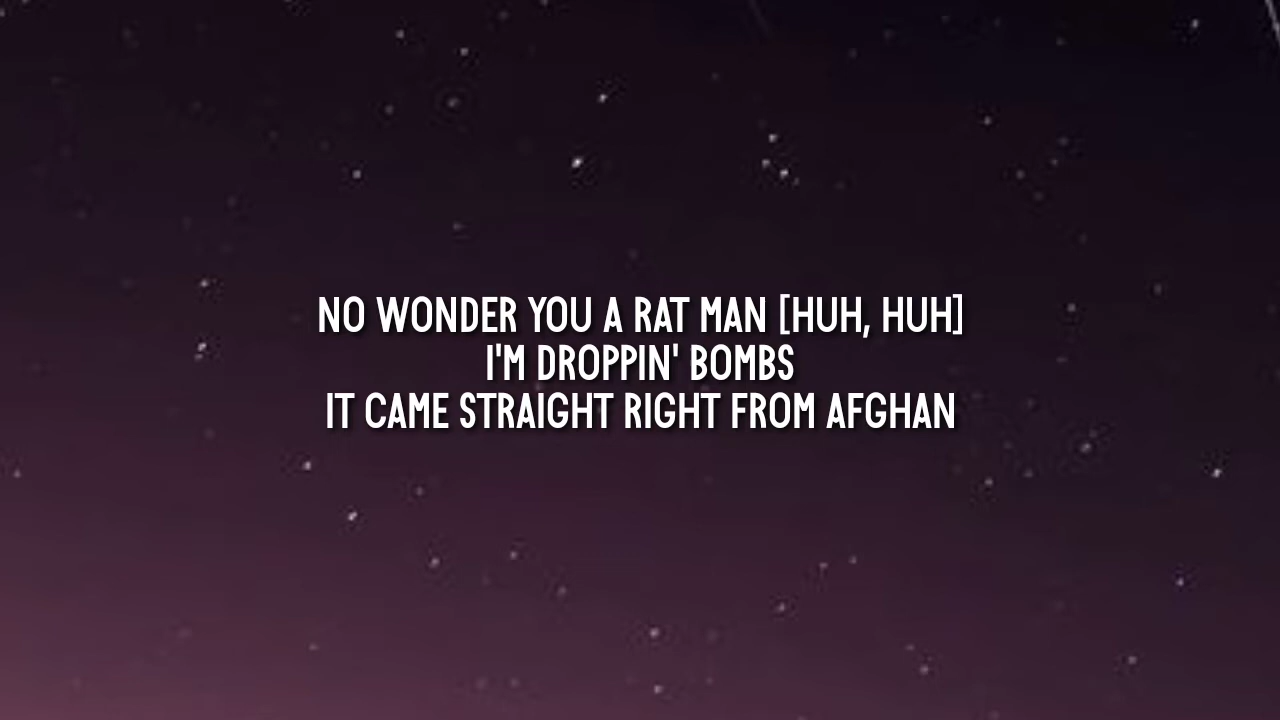 NO WONDER YOU A RAT MAN [HUH, HUH]
I'M DROPPIN' BOMBS
IT CAME STRAIGHT RIGHT FROM AFGHAN